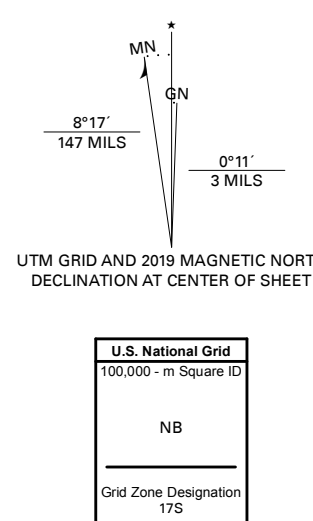 ★
MN
GN
8°17´
147 MILS
0°11´
3 MILS
UTM GRID AND 2019 MAGNETIC NORT
DECLINATION AT CENTER OF SHEET
U.S. National Grid
100,000 - m Square ID
NB
Grid Zone Designation
17S